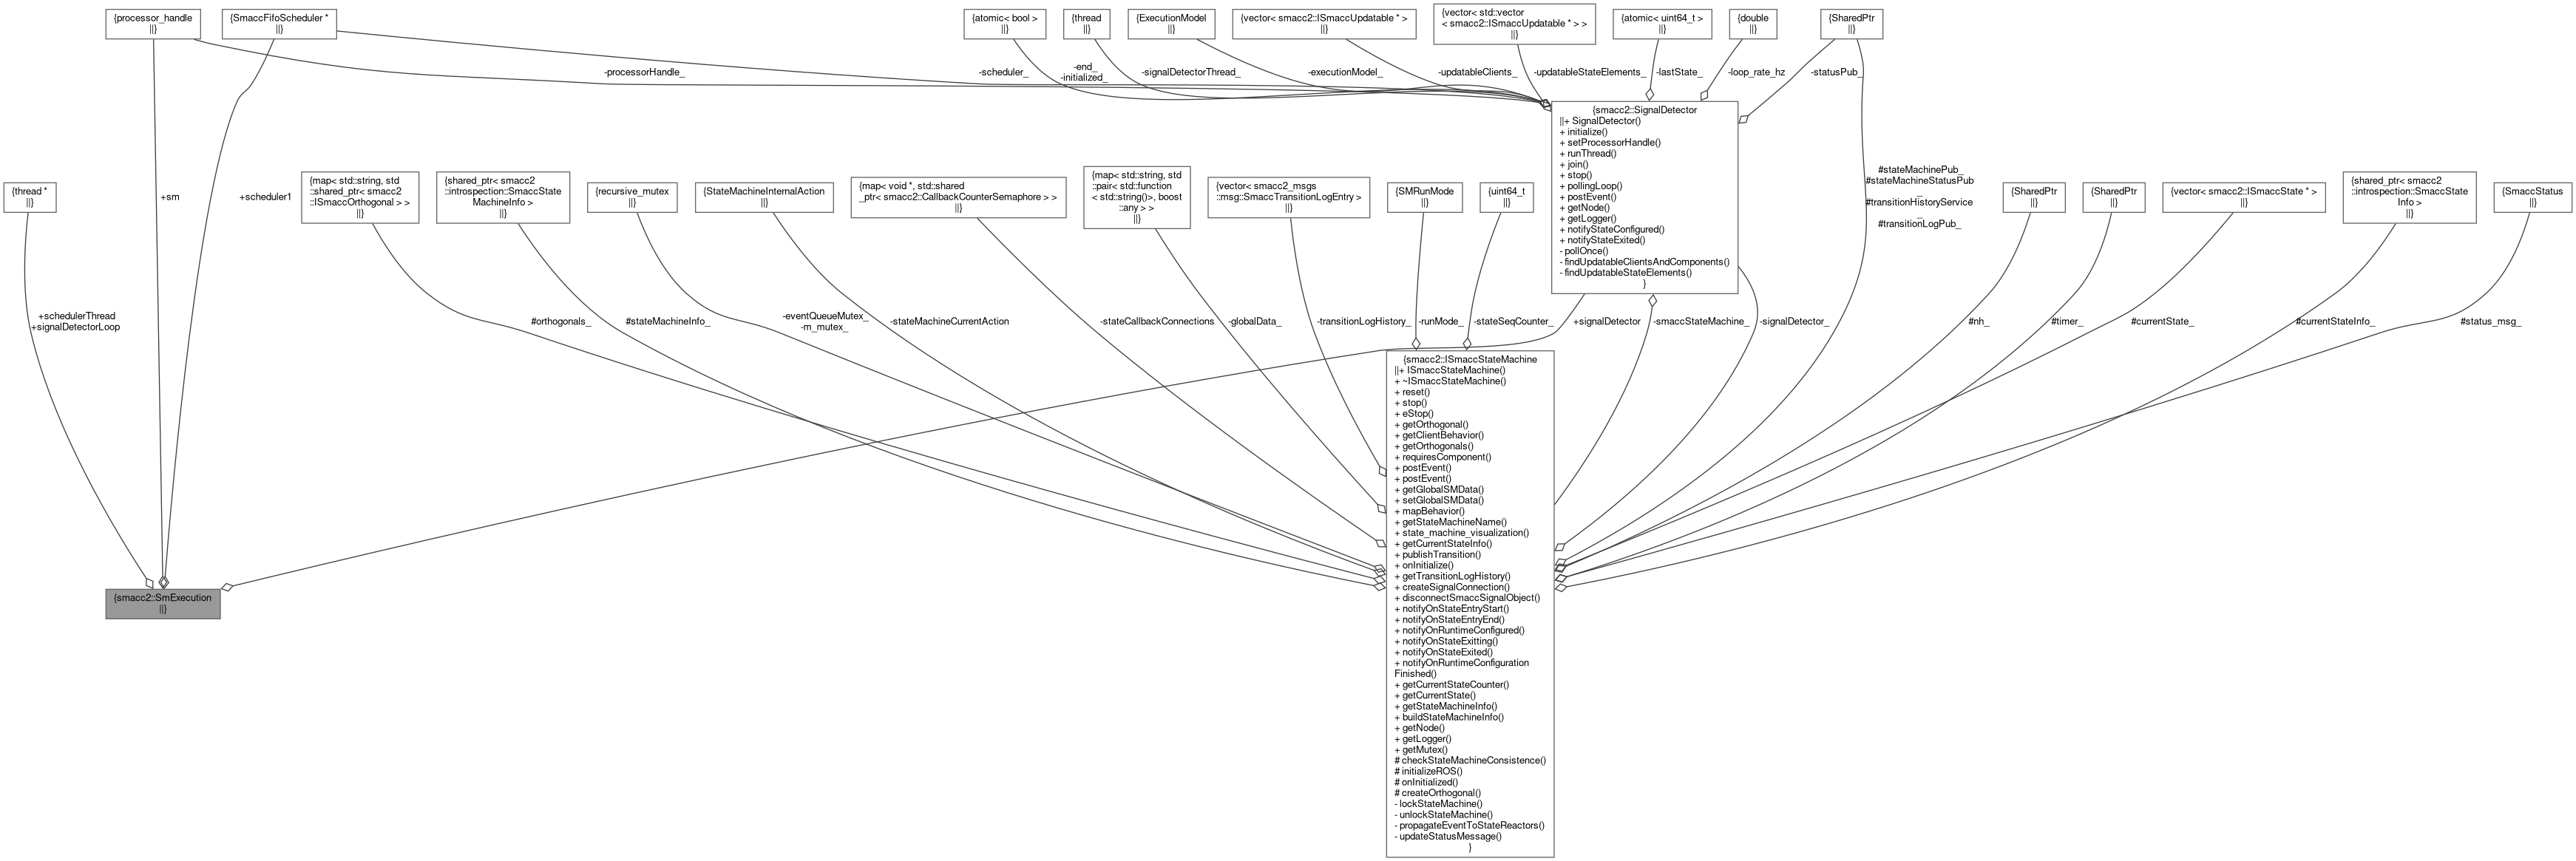 {processor_handle
||}
{SmaccFifoScheduler *
||}
{atomic< bool >
||}
{thread
||}
{ExecutionModel
||}
{vector< smacc2::ISmaccUpdatable * >
||}
{vector< std::vector
< smacc2::ISmaccUpdatable * > >
||}
{atomic< uint64_t >
||}
{double
||}
{SharedPtr
||}
-processorHandle_
-scheduler_
-end_
-initialized_
-signalDetectorThread_
-executionModel_
-updatableClients_
-updatableStateElements_
-lastState_
-loop_rate_hz
-statusPub_
{smacc2::SignalDetector
||+ SignalDetector()
+ initialize()
+ setProcessorHandle()
+ runThread()
+ join()
+ stop()
+ pollingLoop()
+ postEvent()
+ getNode()
+ getLogger()
+ notifyStateConfigured()
+ notifyStateExited()
- pollOnce()
- findUpdatableClientsAndComponents()
- findUpdatableStateElements()
}
{thread *
||}
+sm
+scheduler1
{map< std::string, std
::shared_ptr< smacc2
::ISmaccOrthogonal > >
||}
{shared_ptr< smacc2
::introspection::SmaccState
MachineInfo >
||}
{recursive_mutex
||}
{StateMachineInternalAction
||}
{map< void *, std::shared
_ptr< smacc2::CallbackCounterSemaphore > >
||}
{map< std::string, std
::pair< std::function
< std::string()>, boost
::any > >
||}
{vector< smacc2_msgs
::msg::SmaccTransitionLogEntry >
||}
{SMRunMode
||}
{uint64_t
||}
#stateMachinePub_
#stateMachineStatusPub
_
#transitionHistoryService
_
#transitionLogPub_
{SharedPtr
||}
{SharedPtr
||}
{vector< smacc2::ISmaccState * >
||}
{shared_ptr< smacc2
::introspection::SmaccState
Info >
||}
{SmaccStatus
||}
+schedulerThread
+signalDetectorLoop
#orthogonals_
#stateMachineInfo_
-eventQueueMutex_
-m_mutex_
-stateMachineCurrentAction
-stateCallbackConnections
-globalData_
-transitionLogHistory_
-runMode_
-stateSeqCounter_
+signalDetector
-smaccStateMachine_
-signalDetector_
#nh_
#timer_
#currentState_
#currentStateInfo_
#status_msg_
{smacc2::ISmaccStateMachine
||+ ISmaccStateMachine()
+ ~ISmaccStateMachine()
+ reset()
+ stop()
+ eStop()
+ getOrthogonal()
+ getClientBehavior()
+ getOrthogonals()
+ requiresComponent()
+ postEvent()
+ postEvent()
+ getGlobalSMData()
+ setGlobalSMData()
+ mapBehavior()
+ getStateMachineName()
+ state_machine_visualization()
+ getCurrentStateInfo()
+ publishTransition()
+ onInitialize()
+ getTransitionLogHistory()
+ createSignalConnection()
+ disconnectSmaccSignalObject()
+ notifyOnStateEntryStart()
+ notifyOnStateEntryEnd()
+ notifyOnRuntimeConfigured()
+ notifyOnStateExitting()
+ notifyOnStateExited()
+ notifyOnRuntimeConfiguration
Finished()
+ getCurrentStateCounter()
+ getCurrentState()
+ getStateMachineInfo()
+ buildStateMachineInfo()
+ getNode()
+ getLogger()
+ getMutex()
# checkStateMachineConsistence()
# initializeROS()
# onInitialized()
# createOrthogonal()
- lockStateMachine()
- unlockStateMachine()
- propagateEventToStateReactors()
- updateStatusMessage()
}
{smacc2::SmExecution
||}